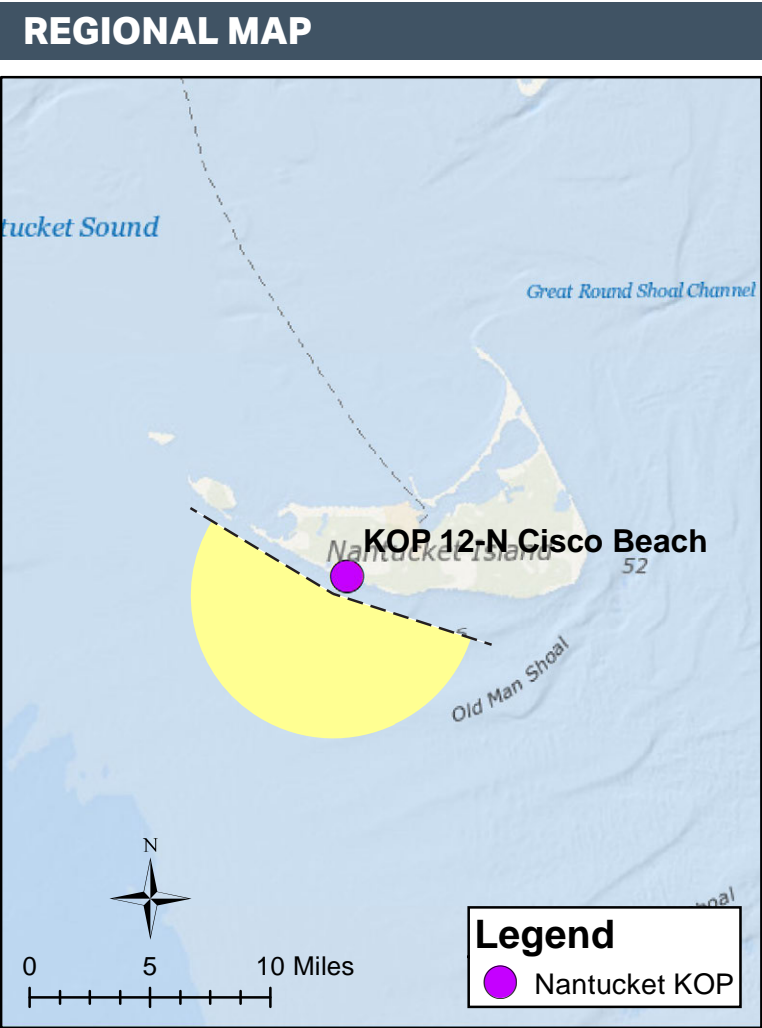 REGIONAL MAP
tucket Sound
Great Round Shoal Channel
KOP 12-N Cisco Beach
Nantucket Island
52
Old Man Shoal
N
hoal
0 5 10 Miles
Legend
Nantucket KOP